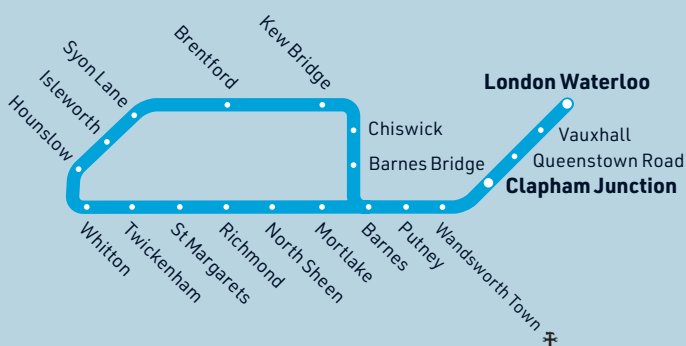 Kew Bridge
Brentford
Syon Lane
Isleworth
Hounslow
London Waterloo
Vauxhall
Queenstown Road
Clapham Junction
Chiswick
Barnes Bridge
Whitton
Twickenham
St Margarets
Richmond
North Sheen
Mortlake
Barnes
Putney
Wandsworth Town